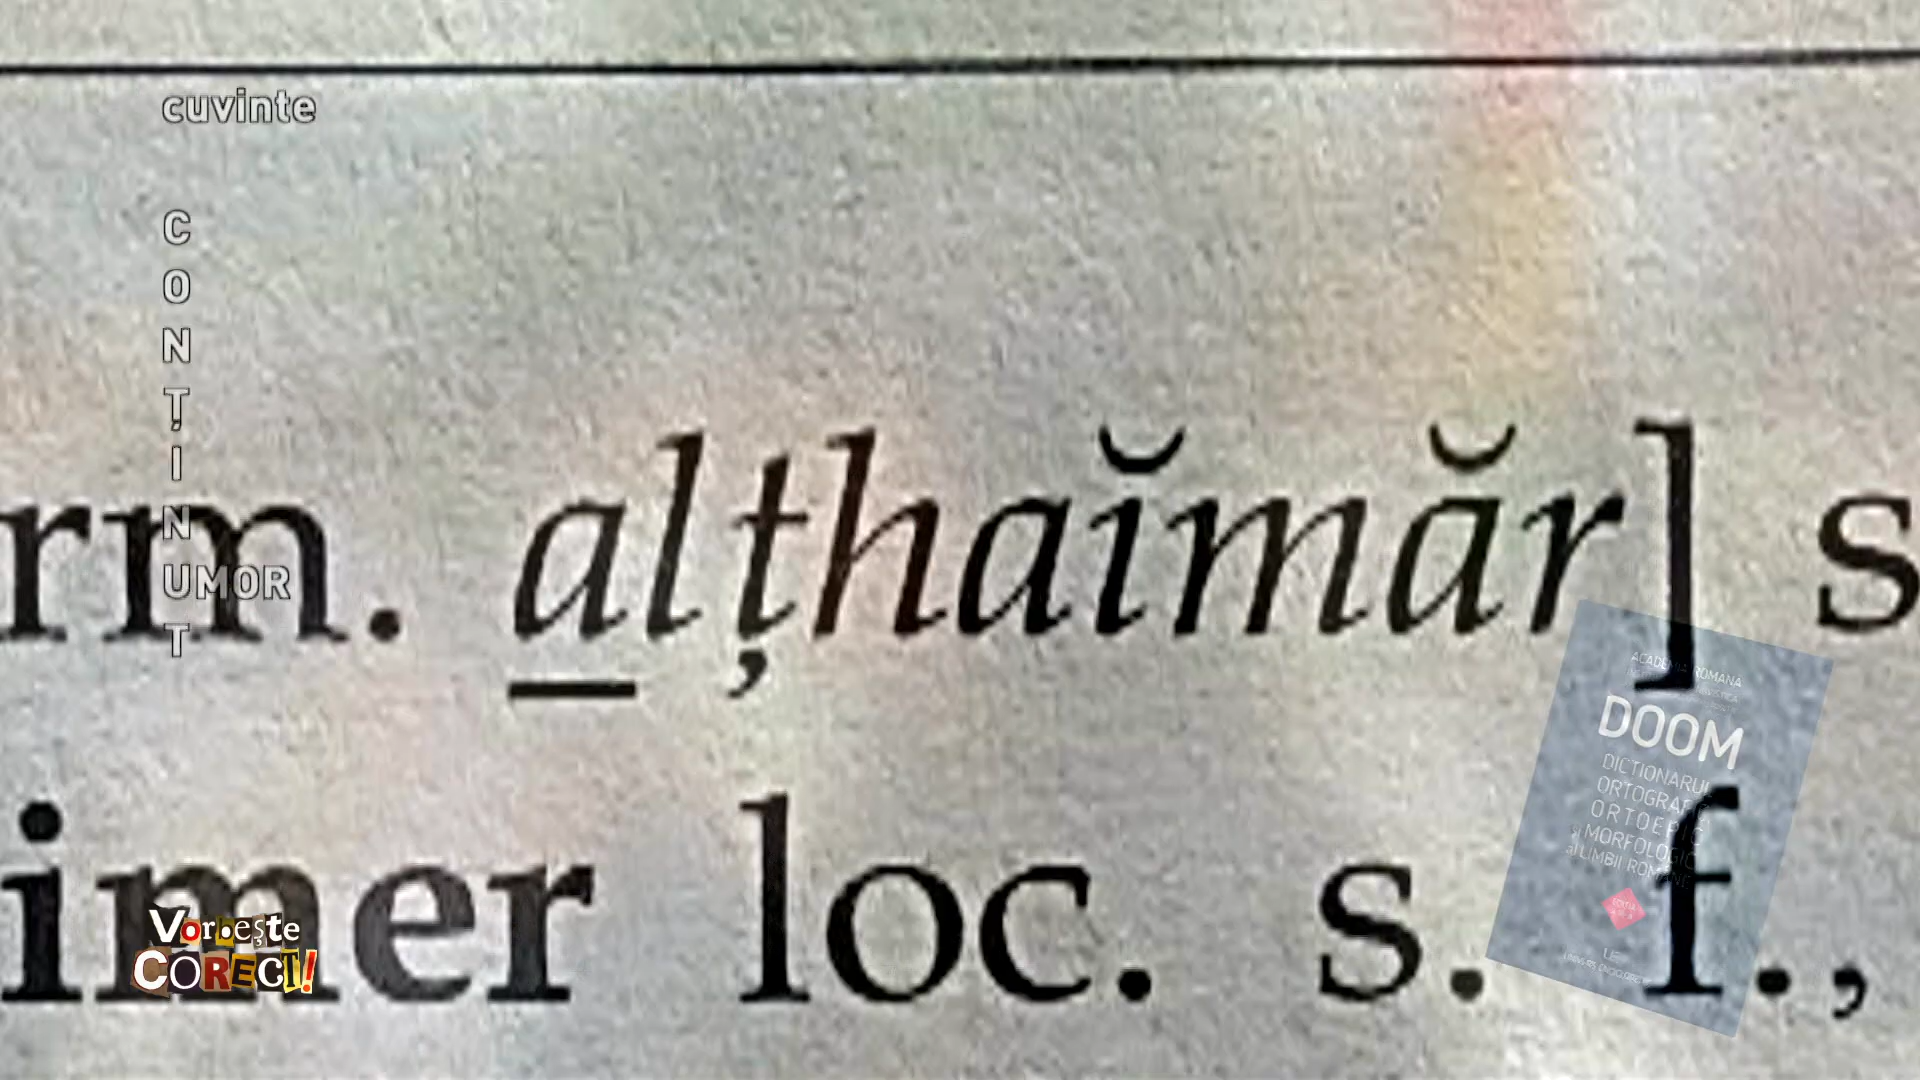 cuvinte
CONȚINUT
UMOR
rm. alțhaĭmăr] s
imer loc. s. f.,
Vorbește
CORECT!
ACADEMIA ROMÂNĂ
DOOM
DICȚIONARUL
ORTOGRAFIC
ORTOEPIC
și MORFOLOGIC
al LIMBII ROMÂNE